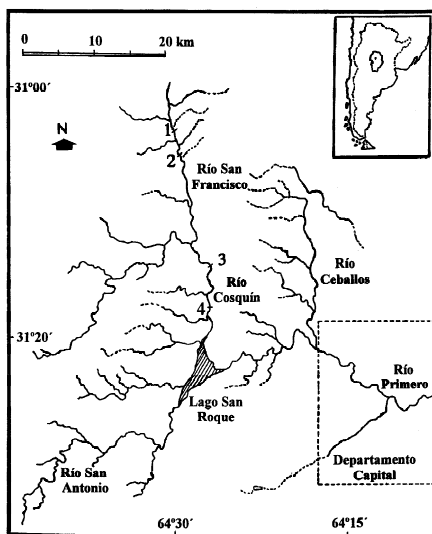 0 10 20 km
31°00´
N
1
2
Río San
Francisco
3
Río
Cosquín
Río
Ceballos
4
31°20´
Río
Primero
Lago San
Roque
Río San
Antonio
Departamento
Capital
64°30´ 64°15´